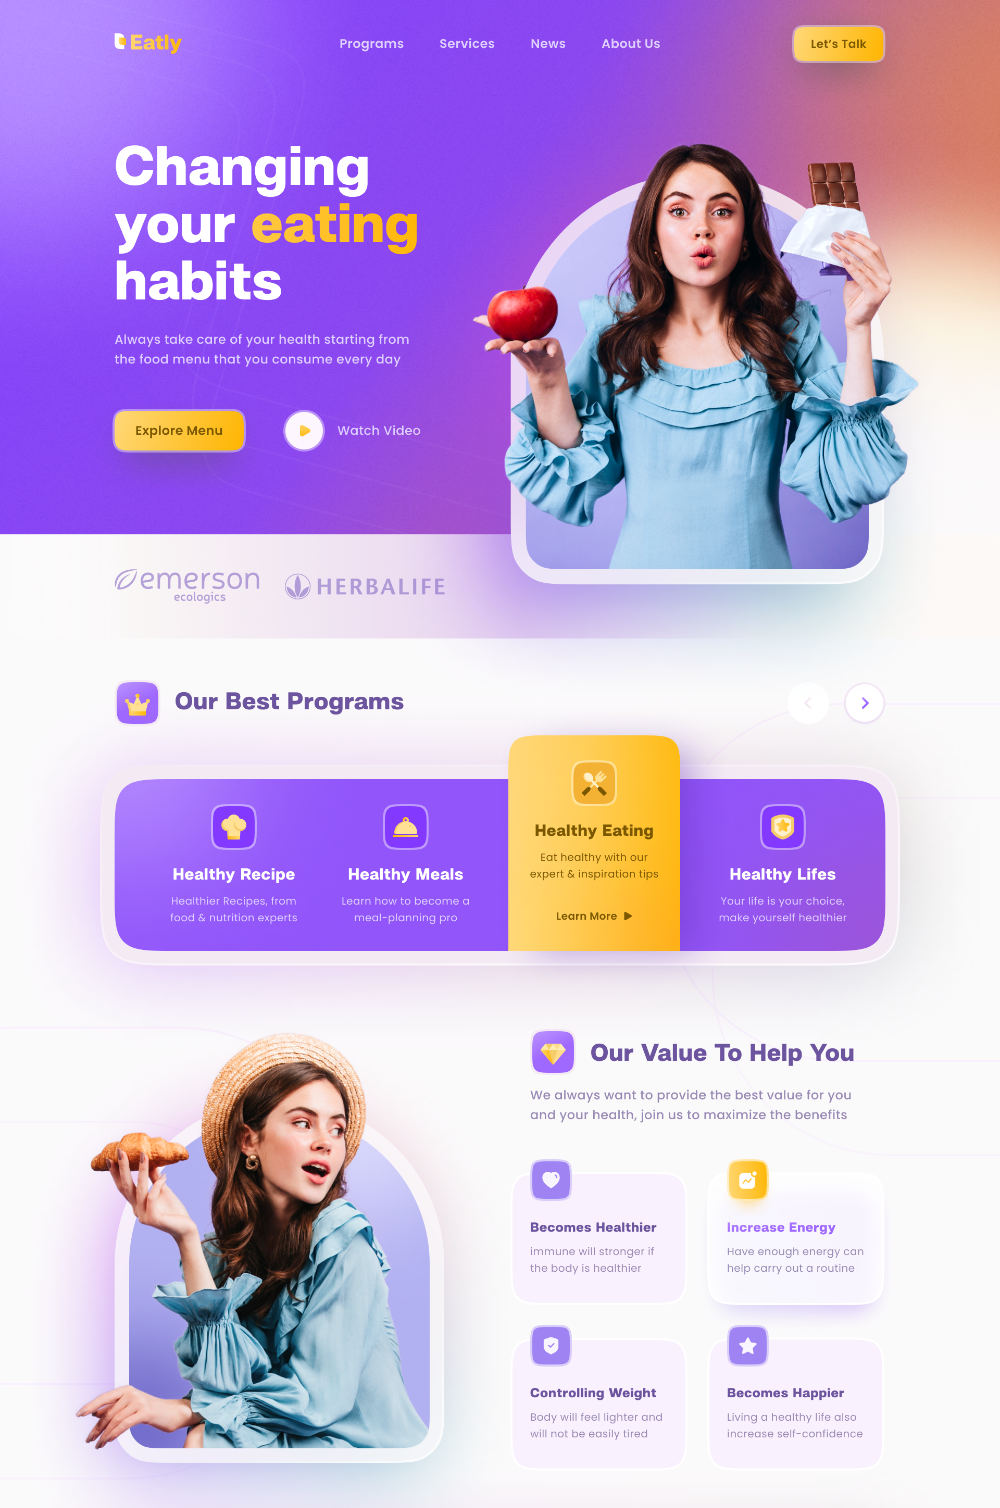 Eatly
Programs
Services
News
About Us
Let's Talk
Changing
your eating
habits
Always take care of your health starting from
the food menu that you consume every day
Explore Menu
Watch Video
emerson
ecologics
HERBALIFE
Our Best Programs
Healthy Recipe
Healthier Recipes, from
food & nutrition experts
Healthy Meals
Learn how to become a
meal-planning pro
Healthy Eating
Eat healthy with our
expert & inspiration tips
Learn More
Healthy Lifes
Your life is your choice,
make yourself healthier
Our Value To Help You
We always want to provide the best value for you
and your health, join us to maximize the benefits
Becomes Healthier
immune will stronger if
the body is healthier
Increase Energy
Have enough energy can
help carry out a routine
Controlling Weight
Body will feel lighter and
will not be easily tired
Becomes Happier
Living a healthy life also
increase self-confidence